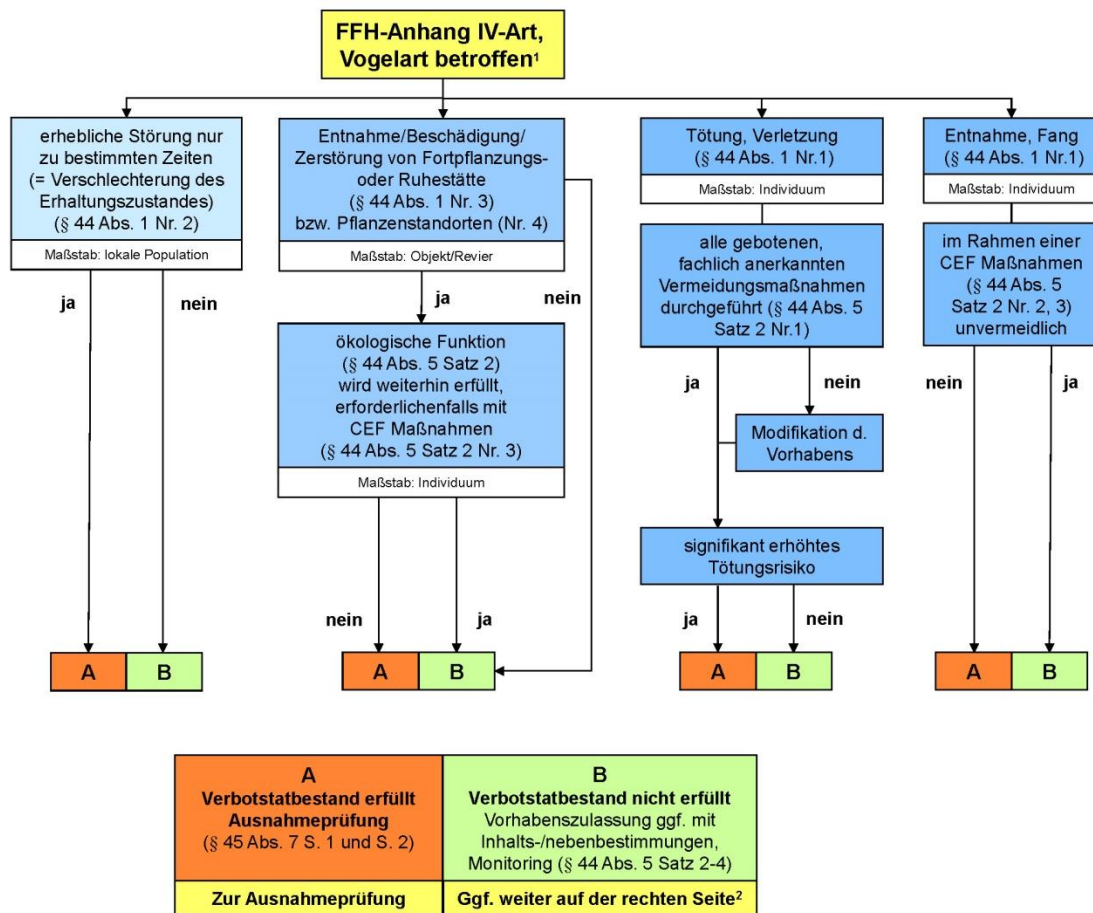 FFH-Anhang IV-Art,
Vogelart betroffen¹
erhebliche Störung nur
zu bestimmten Zeiten
(= Verschlechterung des
Erhaltungszustandes)
(§ 44 Abs. 1 Nr. 2)
Maßstab: lokale Population
ja
nein
A
B
Entnahme/Beschädigung/
Zerstörung von Fortpflanzungs-
oder Ruhestätte
(§ 44 Abs. 1 Nr. 3)
bzw. Pflanzenstandorten (Nr. 4)
Maßstab: Objekt/Revier
ja
nein
ökologische Funktion
(§ 44 Abs. 5 Satz 2)
wird weiterhin erfüllt,
erforderlichenfalls mit
CEF Maßnahmen
(§ 44 Abs. 5 Satz 2 Nr. 3)
Maßstab: Individuum
nein
ja
A
B
Tötung, Verletzung
(§ 44 Abs. 1 Nr.1)
Maßstab: Individuum
alle gebotenen,
fachlich anerkannten
Vermeidungsmaßnahmen
durchgeführt (§ 44 Abs. 5
Satz 2 Nr.1)
ja
nein
Modifikation d.
Vorhabens
signifikant erhöhtes
Tötungsrisiko
ja
nein
A
B
Entnahme, Fang
(§ 44 Abs. 1 Nr.1)
Maßstab: Individuum
im Rahmen einer
CEF Maßnahmen
(§ 44 Abs. 5
Satz 2 Nr. 2, 3)
unvermeidlich
nein
ja
A
B
A
Verbotstatbestand erfüllt
Ausnahmeprüfung
(§ 45 Abs. 7 S. 1 und S. 2)
Zur Ausnahmeprüfung
B
Verbotstatbestand nicht erfüllt
Vorhabenszulassung ggf. mit
Inhalts-/nebenbestimmungen,
Monitoring (§ 44 Abs. 5 Satz 2-4)
Ggf. weiter auf der rechten Seite²